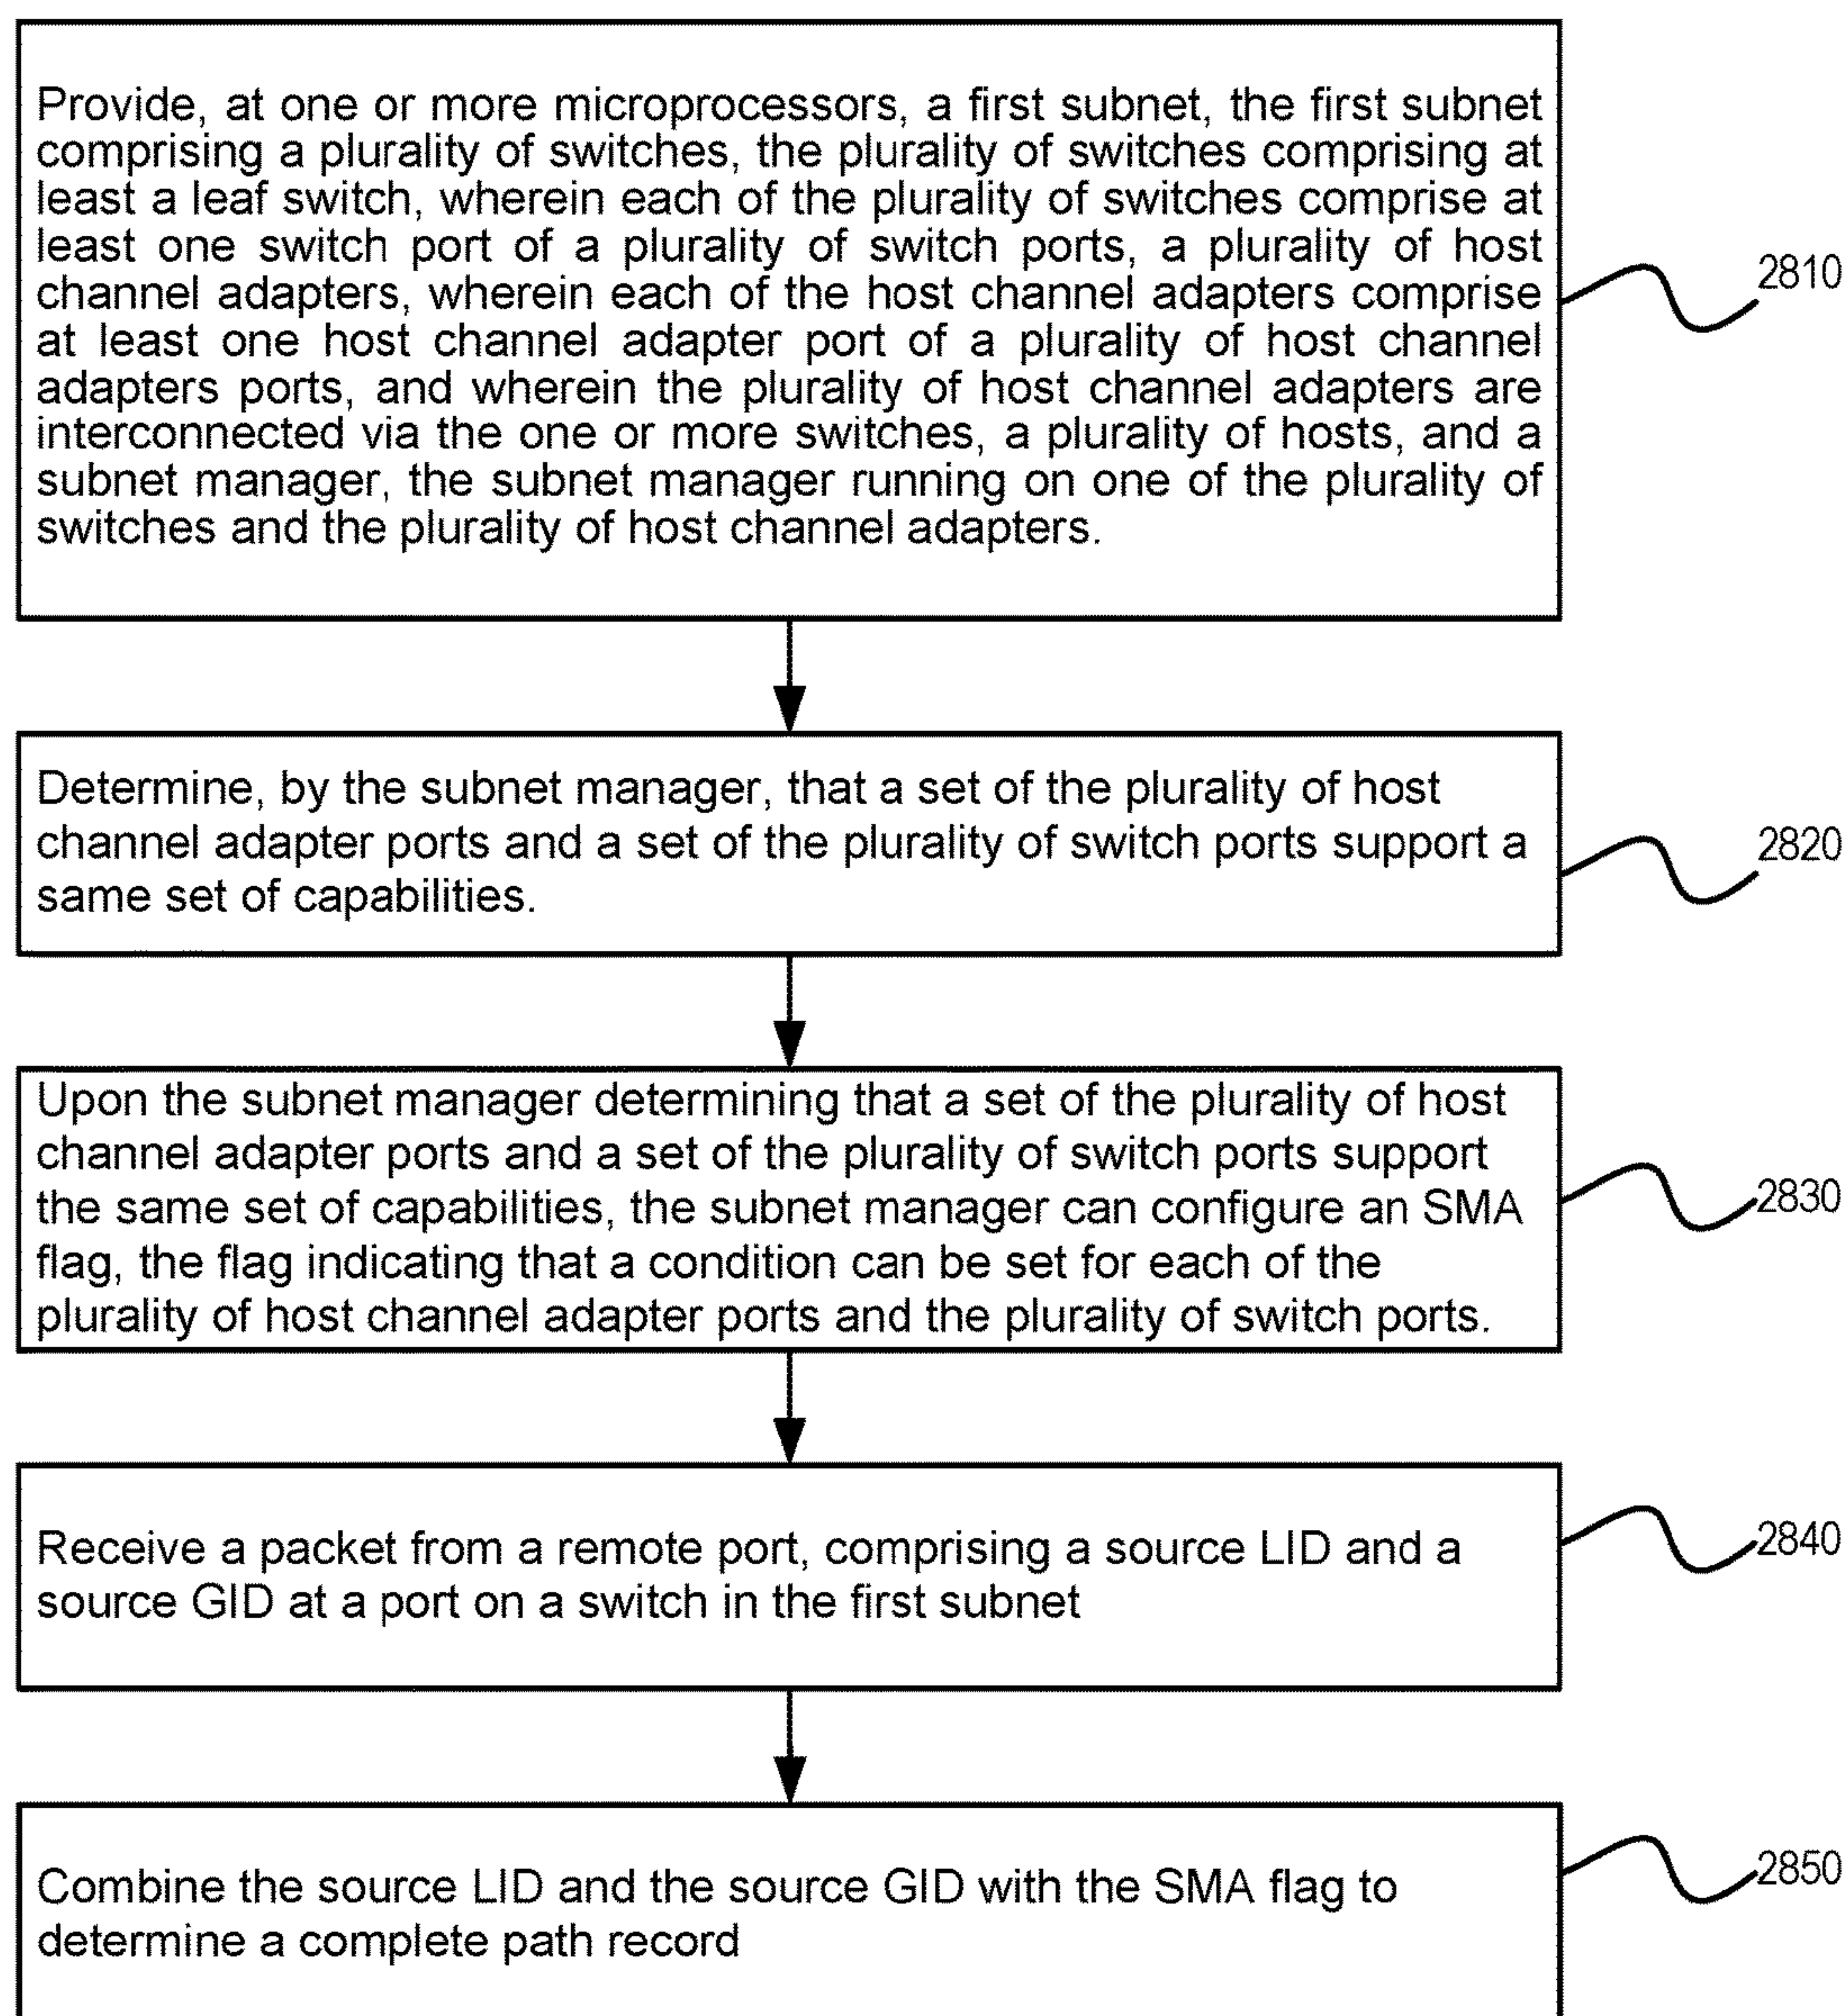 Provide, at one or more microprocessors, a first subnet, the first subnet
comprising a plurality of switches, the plurality of switches comprising at
least a leaf switch, wherein each of the plurality of switches comprise at
least one switch port of a plurality of switch ports, a plurality of host
channel adapters, wherein each of the host channel adapters comprise
at least one host channel adapter port of a plurality of host channel
adapters ports, and wherein the plurality of host channel adapters are
interconnected via the one or more switches, a plurality of hosts, and a
subnet manager, the subnet manager running on one of the plurality of
switches and the plurality of host channel adapters.
2810
Determine, by the subnet manager, that a set of the plurality of host
channel adapter ports and a set of the plurality of switch ports support a
same set of capabilities.
2820
Upon the subnet manager determining that a set of the plurality of host
channel adapter ports and a set of the plurality of switch ports support
the same set of capabilities, the subnet manager can configure an SMA
flag, the flag indicating that a condition can be set for each of the
plurality of host channel adapter ports and the plurality of switch ports.
2830
Receive a packet from a remote port, comprising a source LID and a
source GID at a port on a switch in the first subnet
2840
Combine the source LID and the source GID with the SMA flag to
determine a complete path record
2850